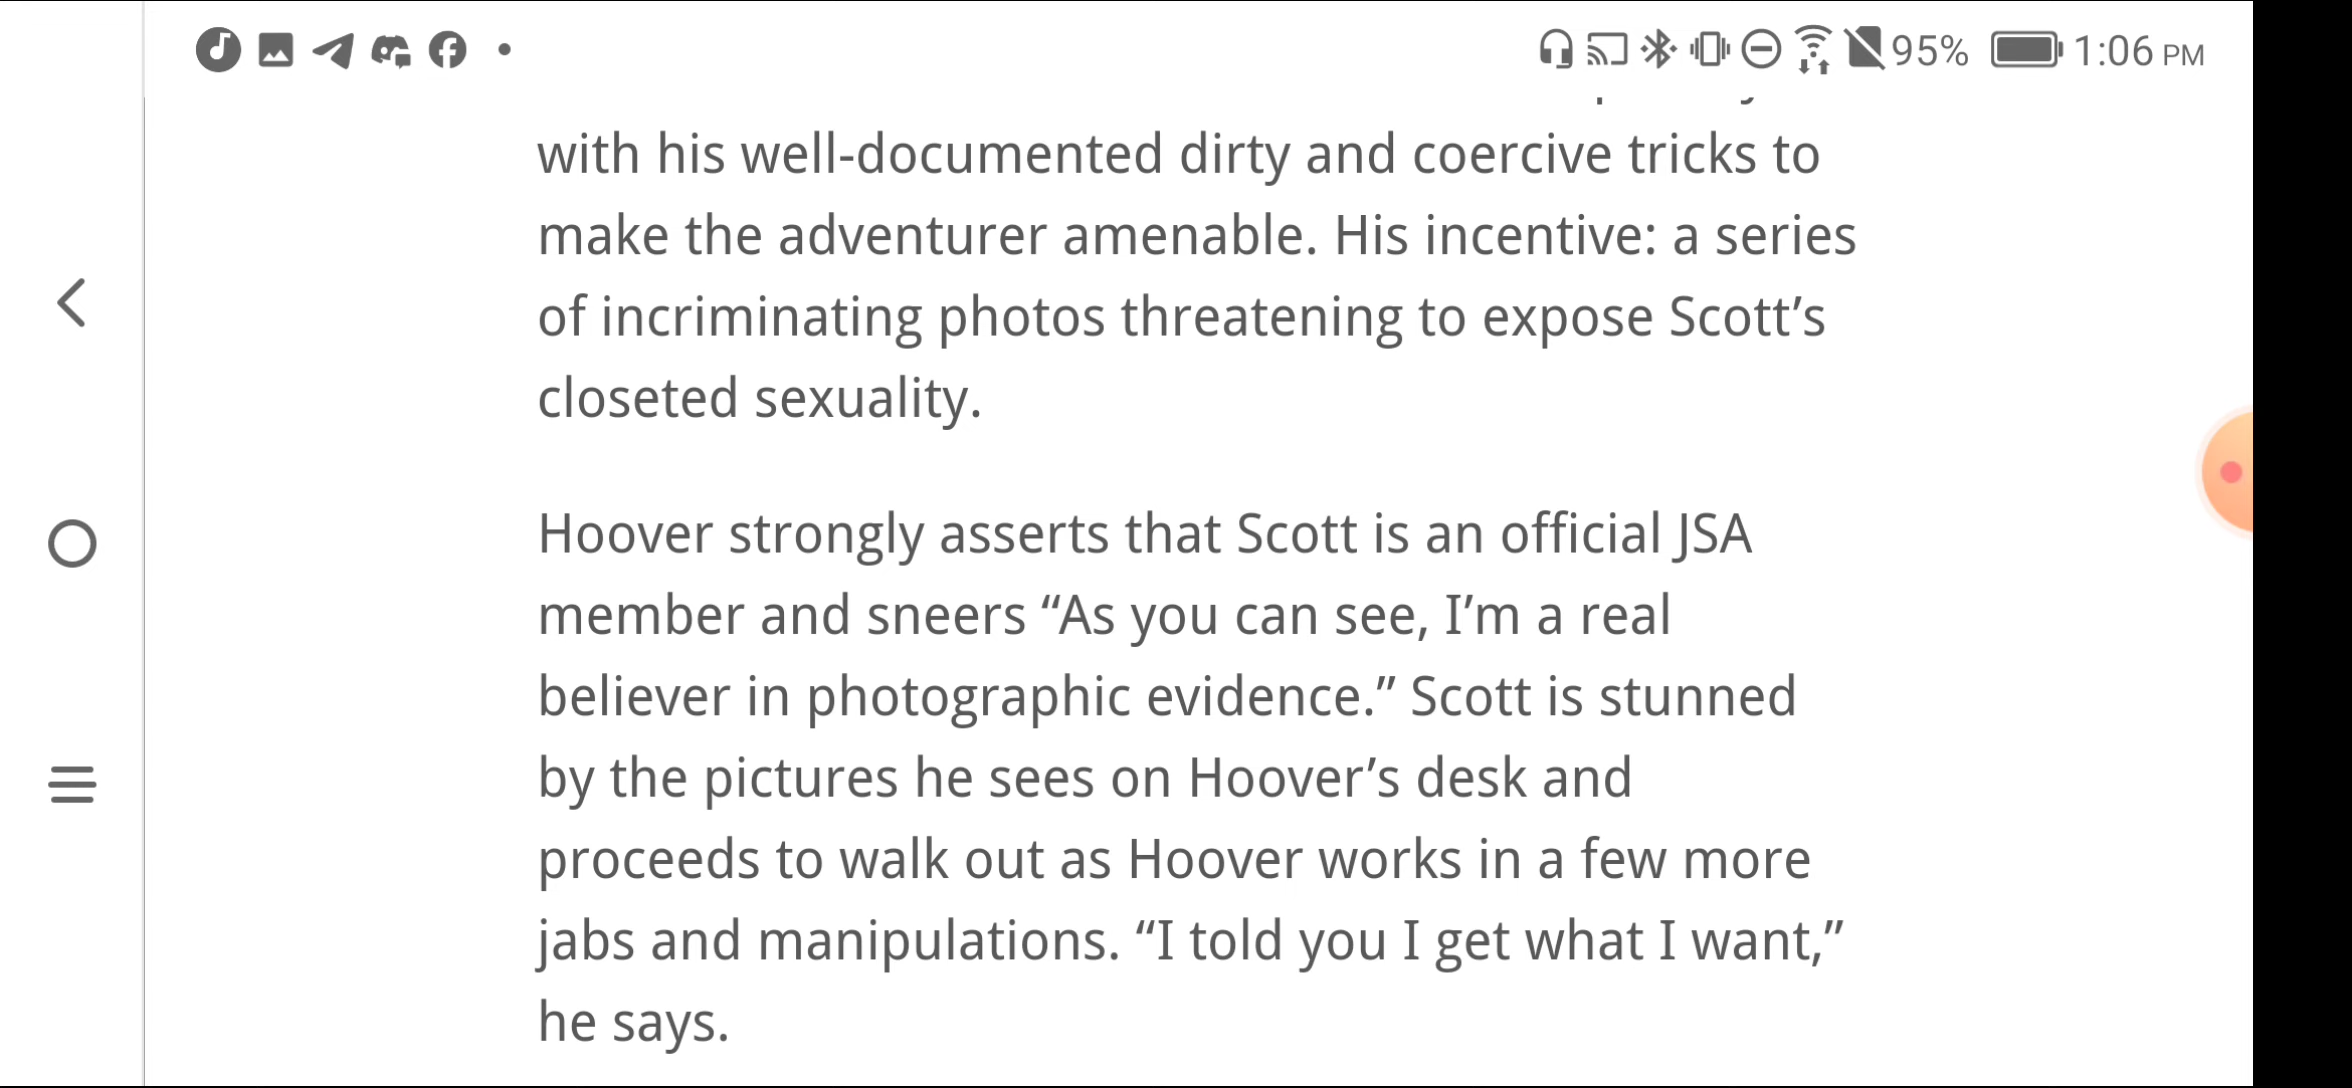 95% 1:06 PM
with his well-documented dirty and coercive tricks to
make the adventurer amenable. His incentive: a series
of incriminating photos threatening to expose Scott’s
closeted sexuality.
Hoover strongly asserts that Scott is an official JSA
member and sneers “As you can see, I’m a real
believer in photographic evidence.” Scott is stunned
by the pictures he sees on Hoover’s desk and
proceeds to walk out as Hoover works in a few more
jabs and manipulations. “I told you I get what I want,”
he says.